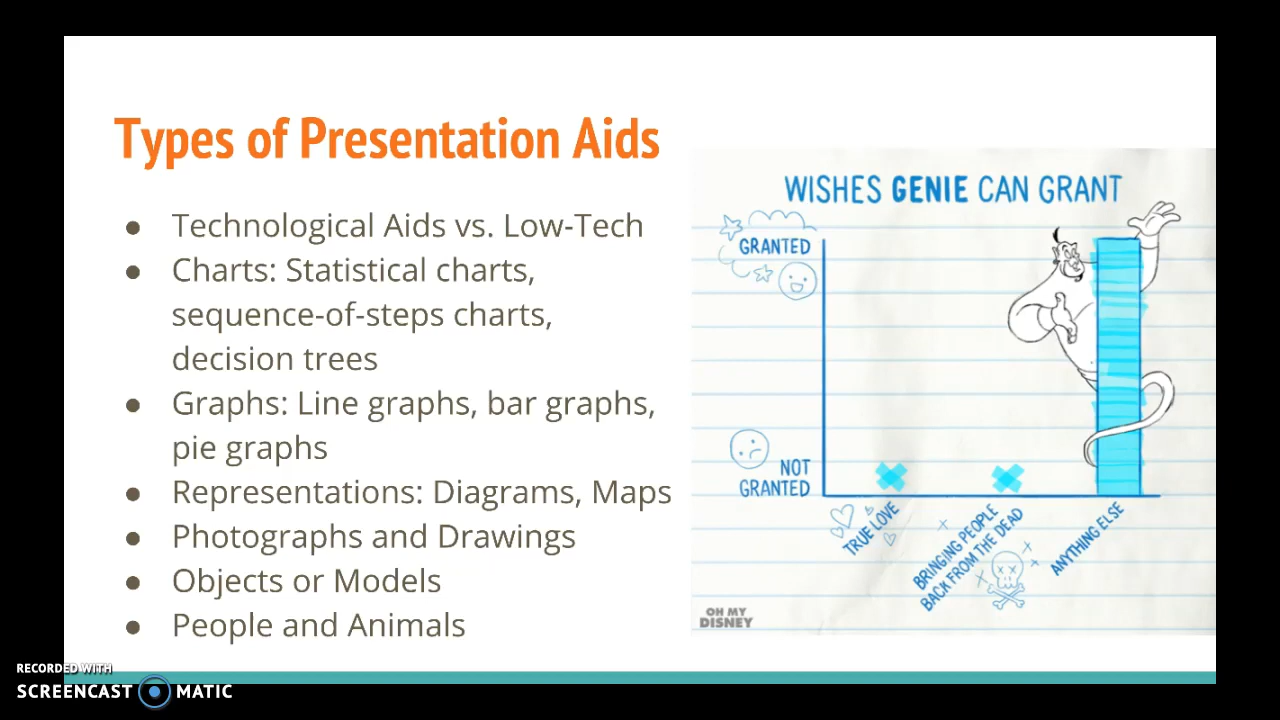 Types of Presentation Aids
● Technological Aids vs. Low-Tech
● Charts: Statistical charts,
sequence-of-steps charts,
decision trees
● Graphs: Line graphs, bar graphs,
pie graphs
● Representations: Diagrams, Maps
● Photographs and Drawings
● Objects or Models
● People and Animals
WISHES GENIE CAN GRANT
GRANTED
NOT
GRANTED
TRUE LOVE
BRINGING PEOPLE
BACK FROM THE DEAD
ANYTHING ELSE
OH MY
DISNEY
RECORDED WITH
SCREENCAST MATIC